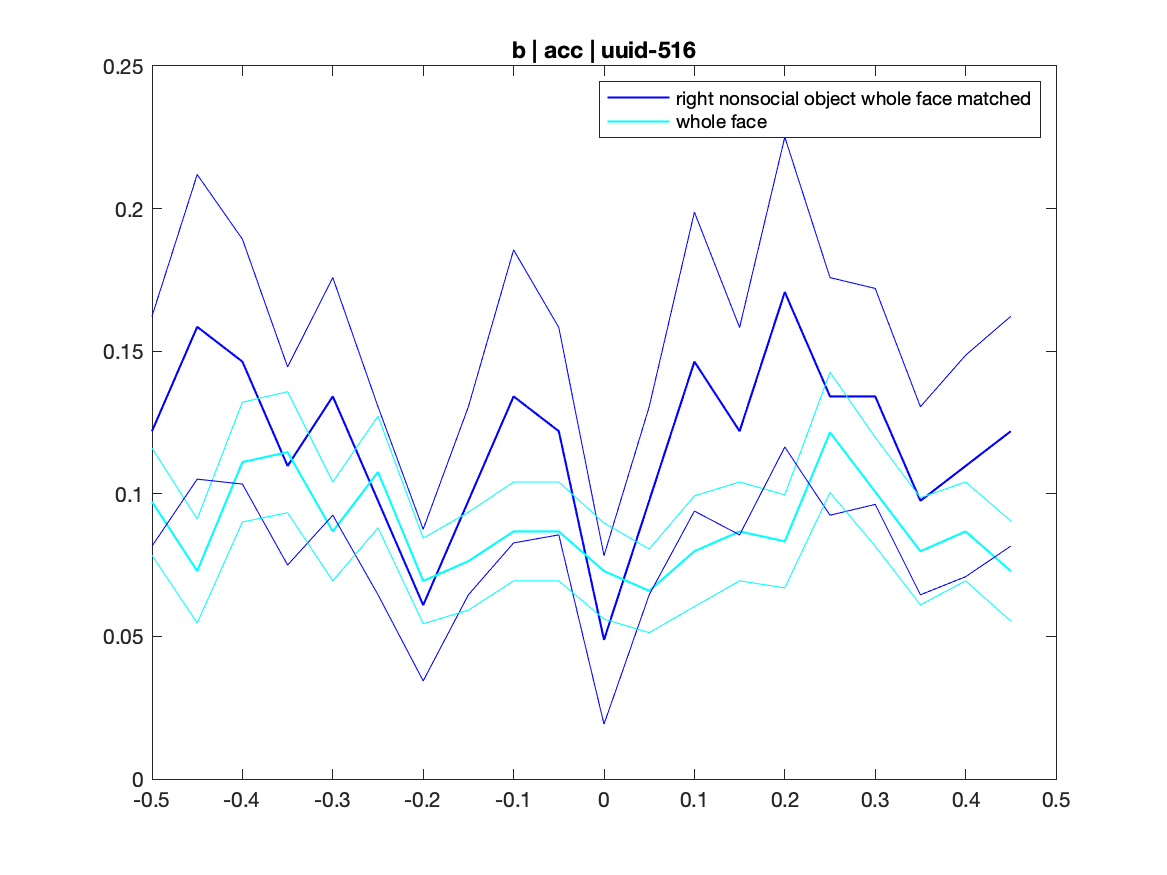 b | acc | uuid-516
0.25
right nonsocial object whole face matched
whole face
0.2
0.15
0.1
0.05
0
-0.5 -0.4 -0.3 -0.2 -0.1 0 0.1 0.2 0.3 0.4 0.5